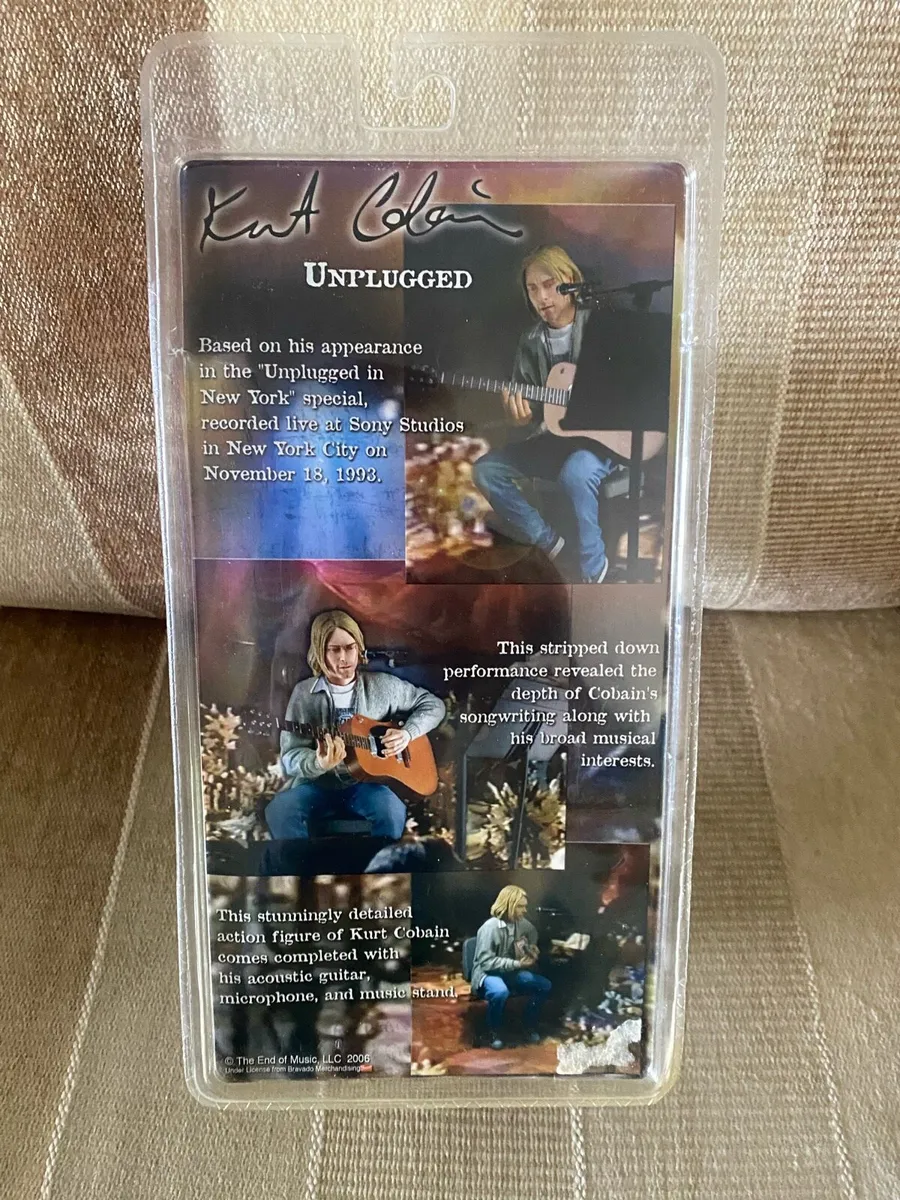 Kurt Cobain
UNPLUGGED
Based on his appearance
in the "Unplugged in
New York" special,
recorded live at Sony Studios
in New York City on
November 18, 1993.
This stripped down
performance revealed the
depth of Cobain's
songwriting along with
his broad musical
interests.
This stunningly detailed
action figure of Kurt Cobain
comes completed with
his acoustic guitar,
microphone, and music stand.
© The End of Music, LLC 2006
Under License from Bravado Merchandising